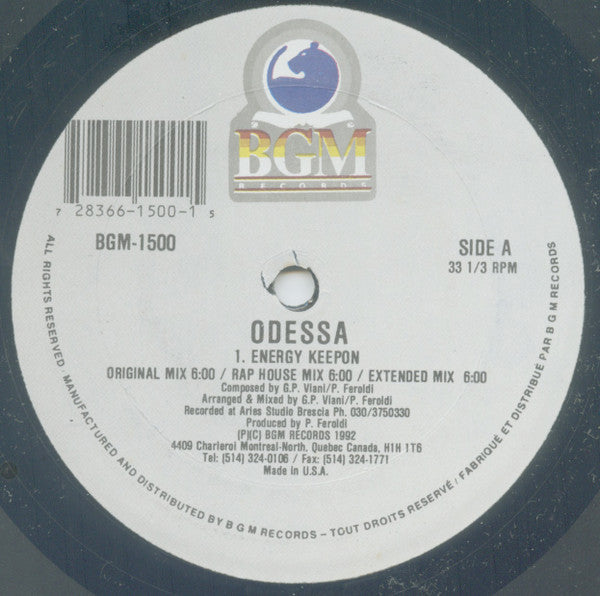 BGM
RECORDS
7 28366-1500-1 5
BGM-1500
SIDE A
33 1/3 RPM
ODESSA
1. ENERGY KEEPON
ORIGINAL MIX 6:00 / RAP HOUSE MIX 6:00 / EXTENDED MIX 6:00
Composed by G.P. Viani/P. Feroldi
Arranged & Mixed by G.P. Viani/P. Feroldi
Recorded at Aries Studio Brescia Ph. 030/3750330
Produced by P. Feroldi
(P)(C) BGM RECORDS 1992
4409 Charleroi Montreal-North, Quebec Canada, H1H 1T6
Tel: (514) 324-0106 / Fax: (514) 324-1771
Made in U.S.A.
ALL RIGHTS RESERVED. MANUFACTURED AND DISTRIBUTED BY B G M RECORDS - TOUT DROITS RESERVÉ / FABRIQUÉ ET DISTRIBUÉ PAR B G M RECORDS